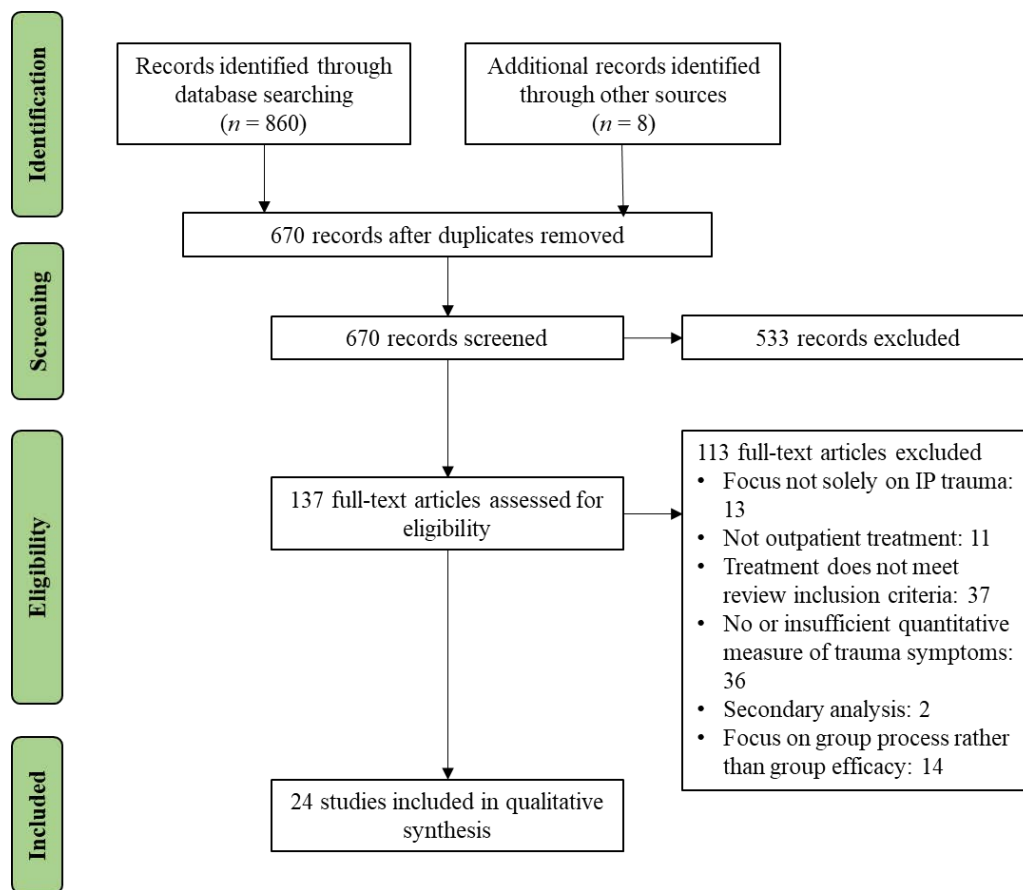 Identification
Records identified through
database searching
(n = 860)
Additional records identified
through other sources
(n = 8)
670 records after duplicates removed
Screening
670 records screened
533 records excluded
Eligibility
137 full-text articles assessed for
eligibility
113 full-text articles excluded
• Focus not solely on IP trauma:
13
• Not outpatient treatment: 11
• Treatment does not meet
review inclusion criteria: 37
• No or insufficient quantitative
measure of trauma symptoms:
36
• Secondary analysis: 2
• Focus on group process rather
than group efficacy: 14
Included
24 studies included in qualitative
synthesis